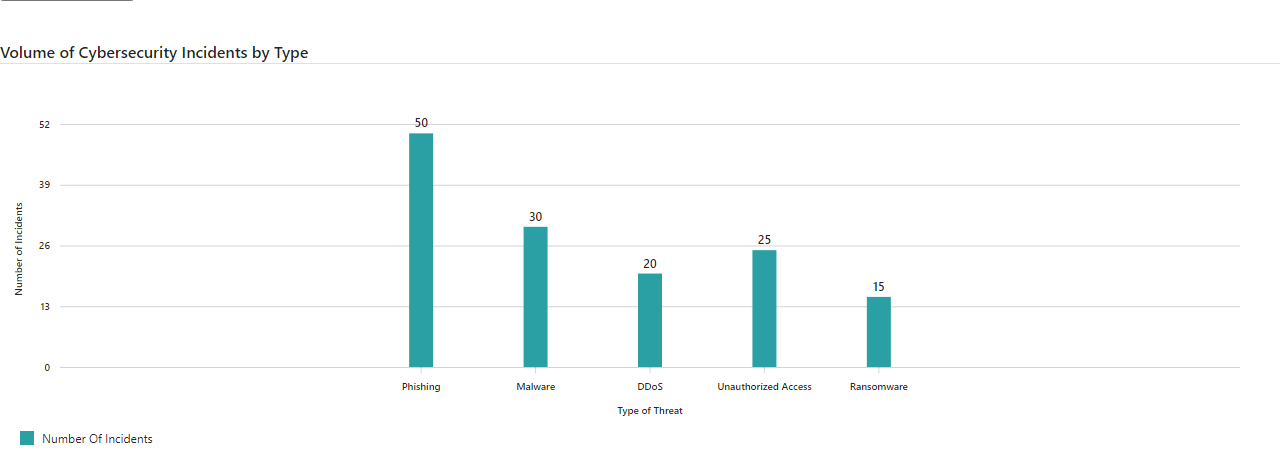 Volume of Cybersecurity Incidents by Type
52
39
26
13
0
Number of Incidents
50
30
20
25
15
Phishing
Malware
DDoS
Unauthorized Access
Ransomware
Type of Threat
Number Of Incidents